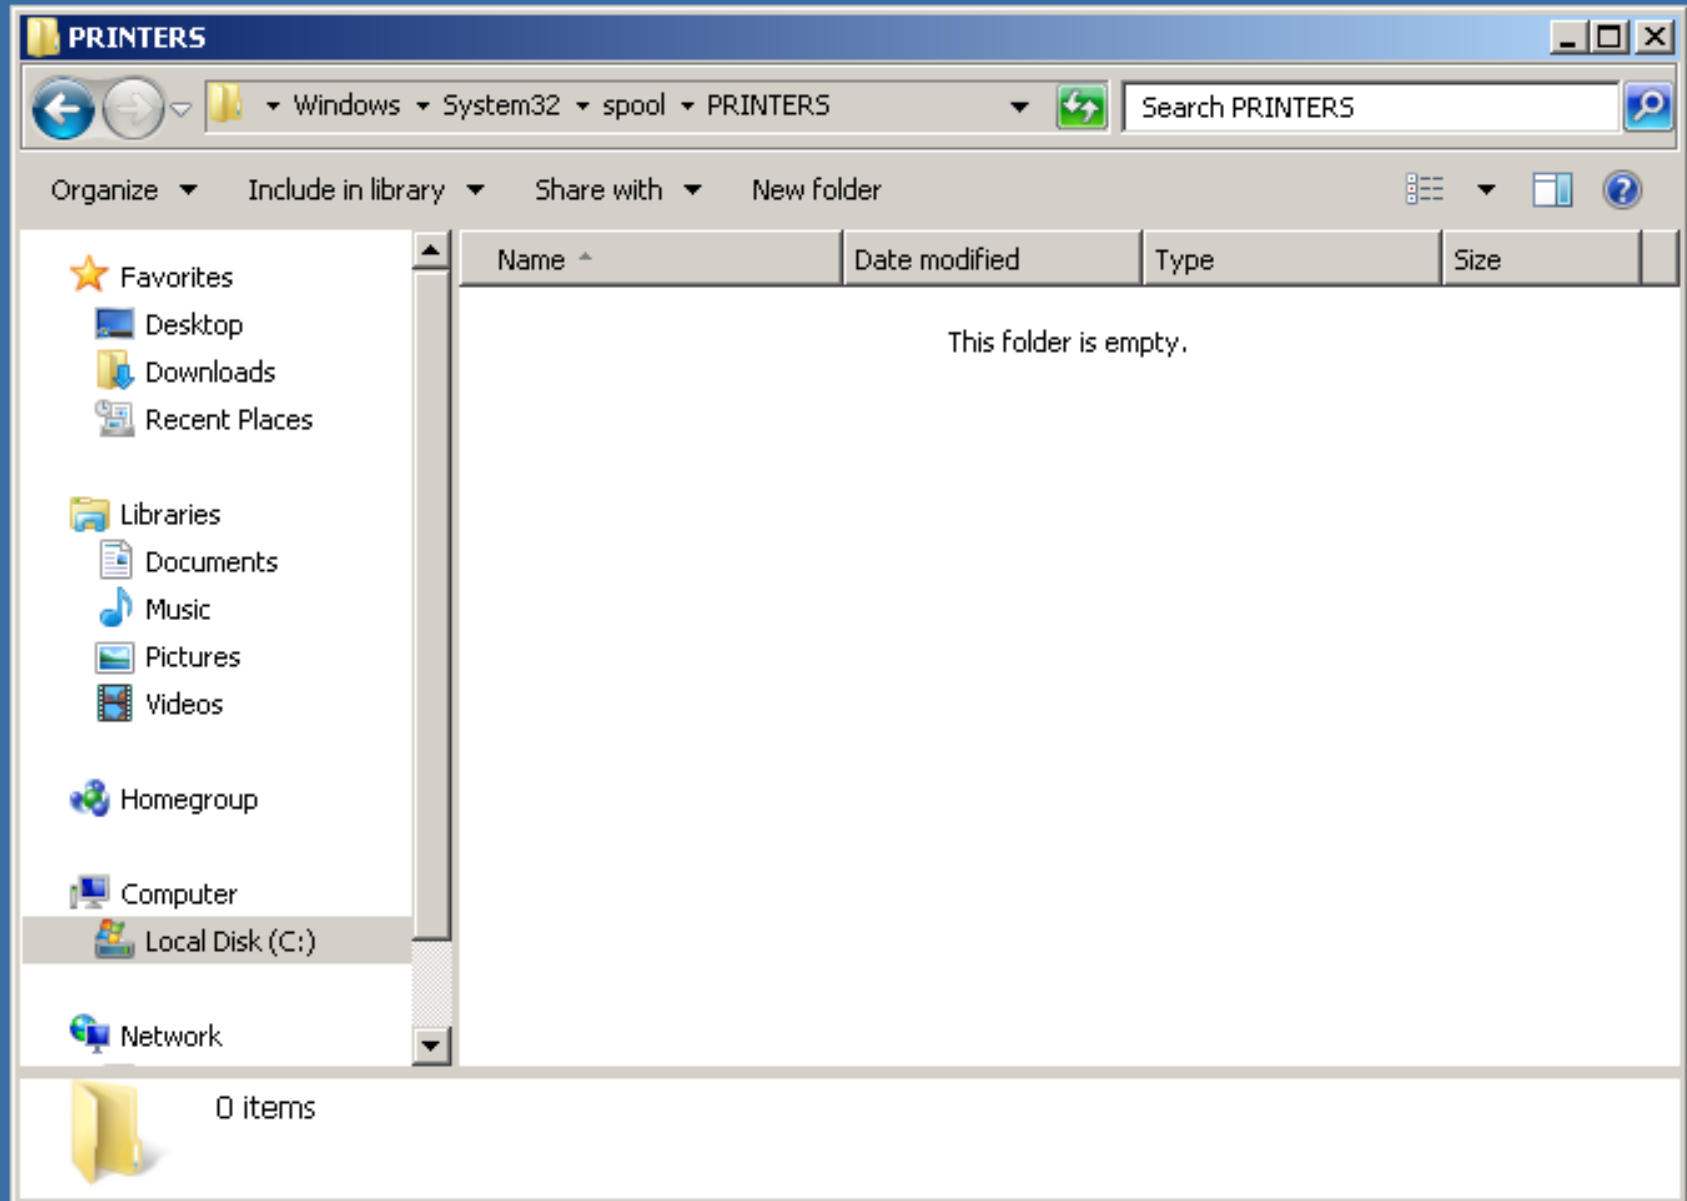 PRINTERS
Windows System32 spool PRINTERS
Search PRINTERS
Organize Include in library Share with New folder
Name Date modified Type Size
This folder is empty.
Favorites
Desktop
Downloads
Recent Places
Libraries
Documents
Music
Pictures
Videos
Homegroup
Computer
Local Disk (C:)
Network
0 items